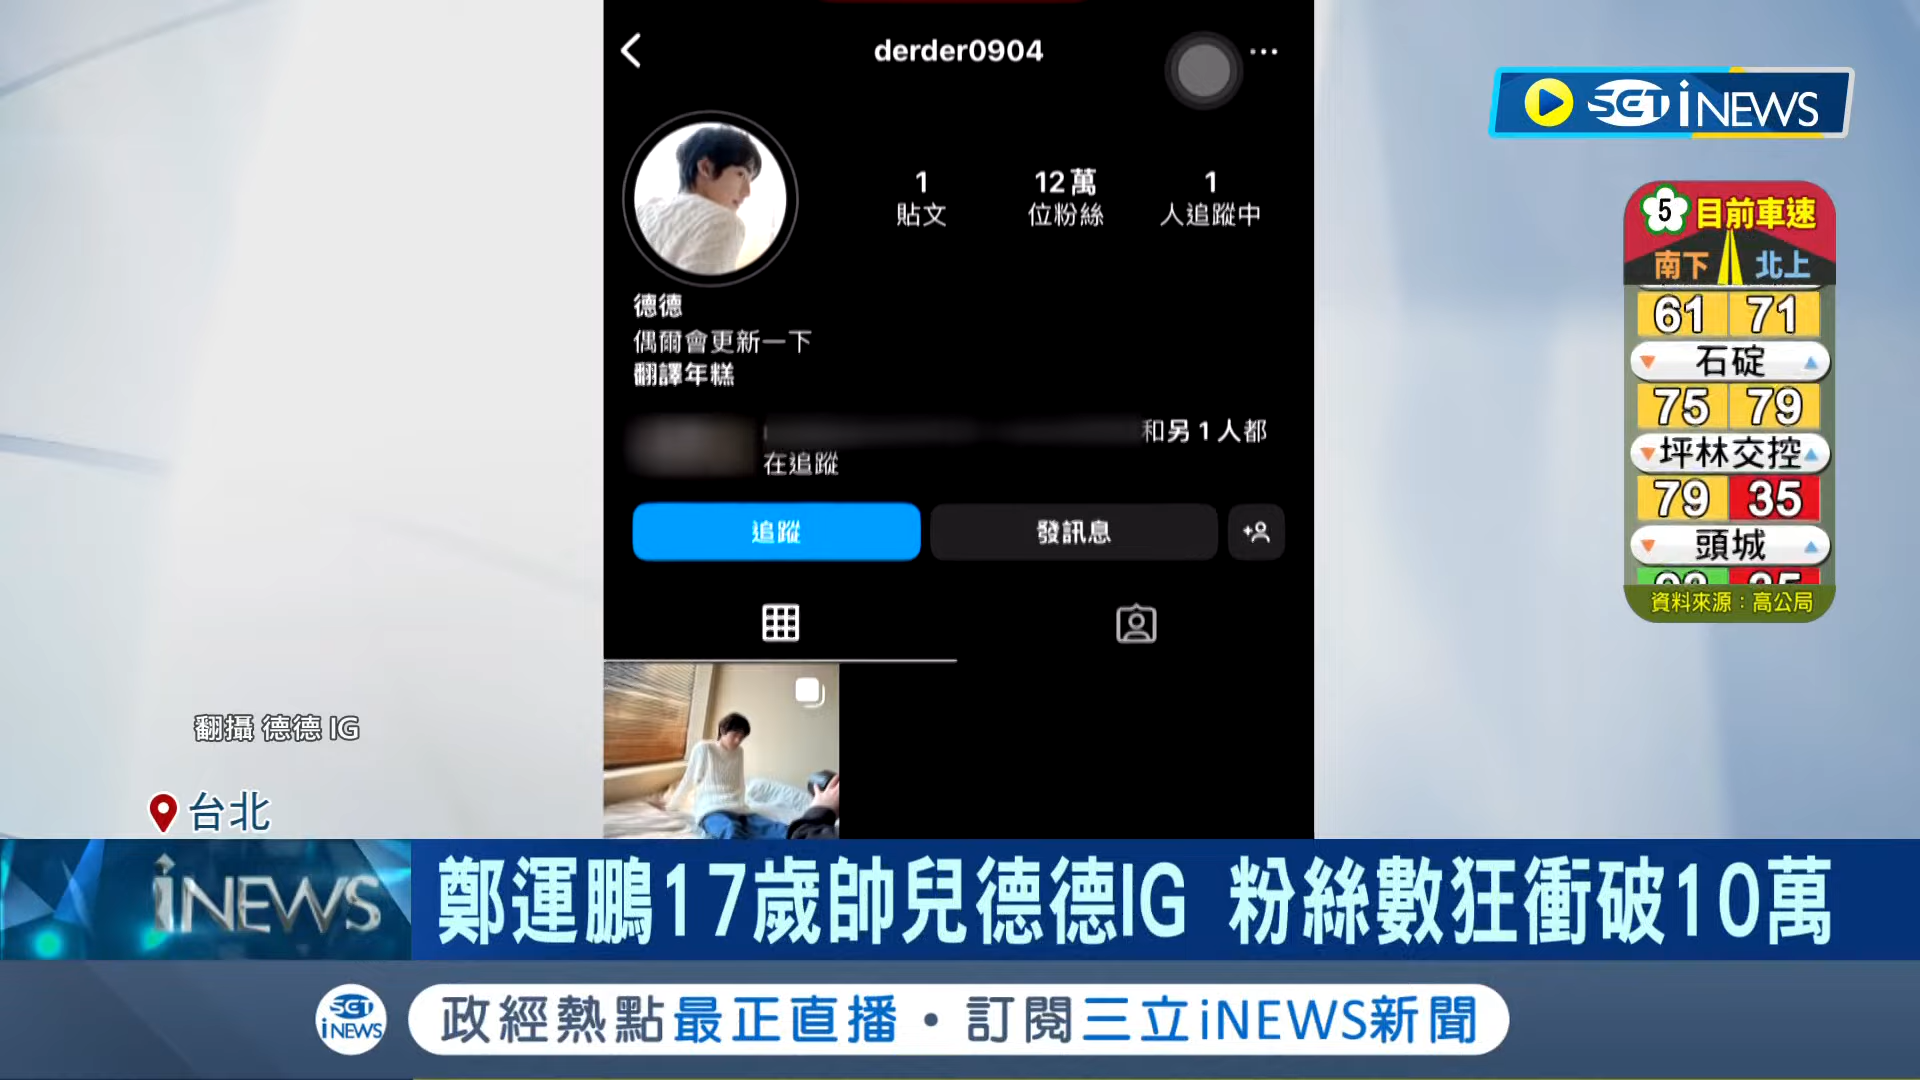 derder0904
1
貼文
12萬
位粉絲
1
人追蹤中
德德
偶爾會更新一下
翻譯年糕
和另 1 人都
在追蹤
追蹤
發訊息
SET iNEWS
5 目前車速
南下 北上
61 71
石碇
75 79
坪林交控
79 35
頭城
資料來源:高公局
翻攝 德德 IG
台北
iNEWS
鄭運鵬17歲帥兒德德IG 粉絲數狂衝破10萬
SET iNEWS
政經熱點最正直播・訂閱三立iNEWS新聞